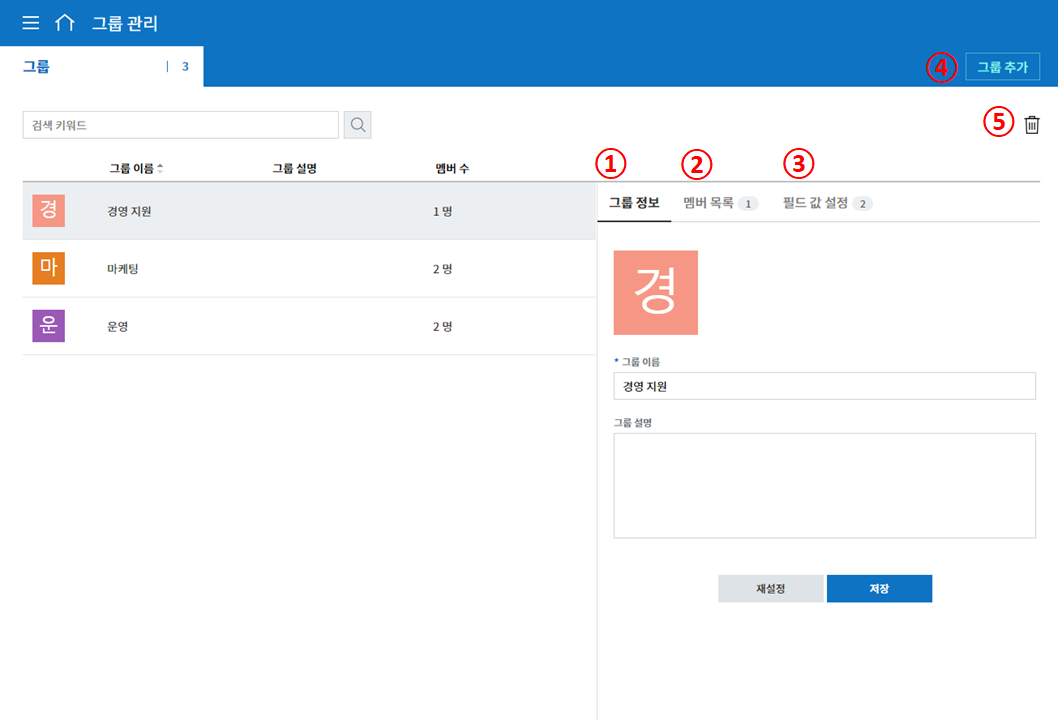 그룹 관리
그룹 | 3
④ 그룹 추가
검색 키워드
⑤
그룹 이름 그룹 설명 멤버 수
① ② ③
경 경영 지원 1 명
그룹 정보 멤버 목록 1 필드 값 설정 2
마 마케팅 2 명
운 운영 2 명
경
* 그룹 이름
경영 지원
그룹 설명
재설정 저장